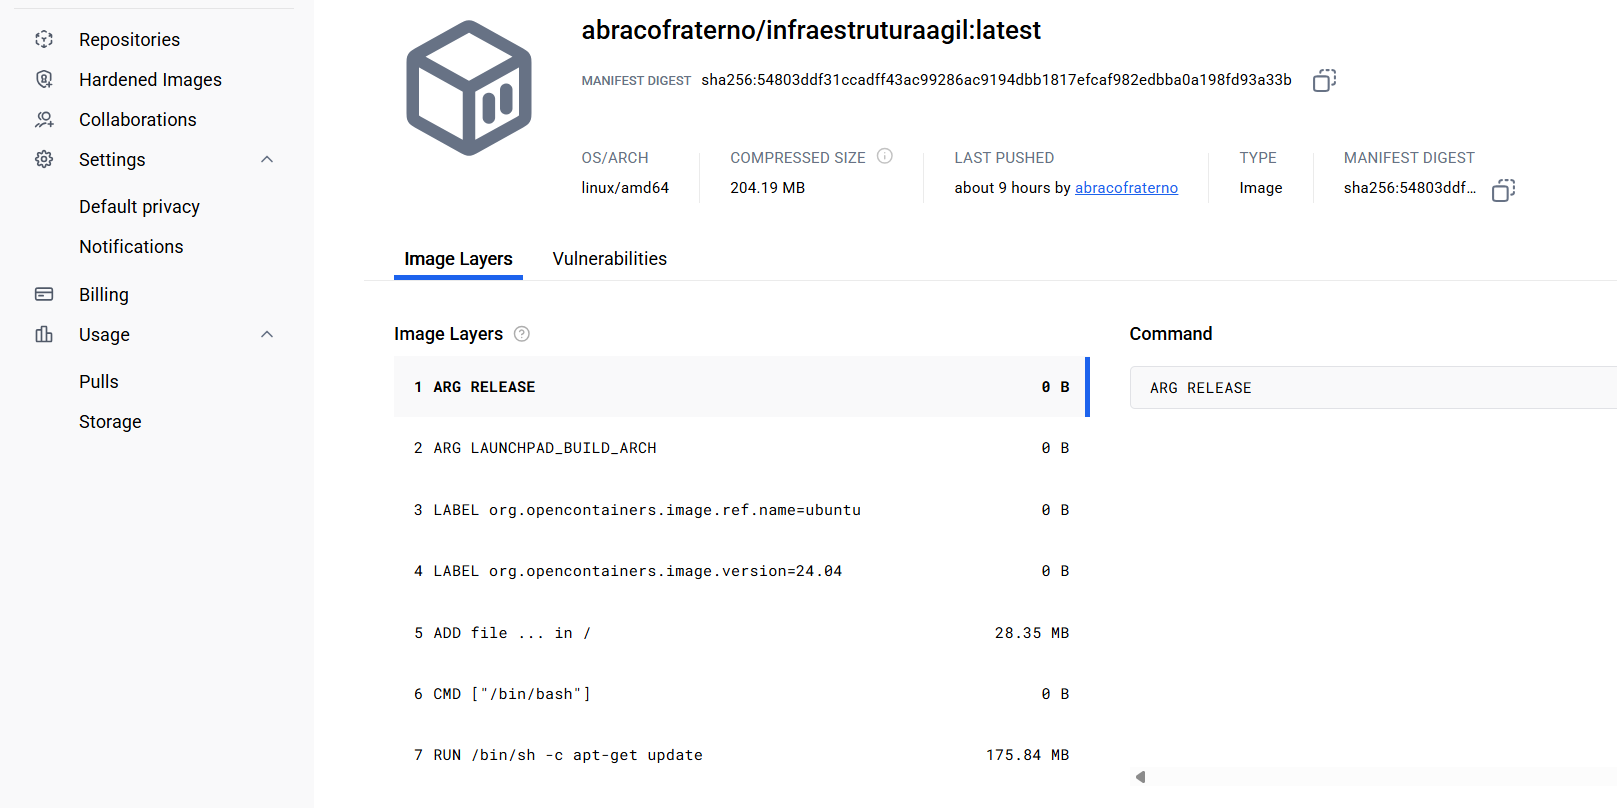 Repositories
Hardened Images
Collaborations
Settings
Default privacy
Notifications
Billing
Usage
Pulls
Storage
abracofraterno/infraestruturaagil:latest
MANIFEST DIGEST sha256:54803ddf31ccadff43ac99286ac9194dbb1817efcaf982edbba0a198fd93a33b
OS/ARCH COMPRESSED SIZE LAST PUSHED TYPE MANIFEST DIGEST
linux/amd64 204.19 MB about 9 hours by abracofraterno Image sha256:54803ddf...
Image Layers Vulnerabilities
Image Layers Command
1 ARG RELEASE 0 B
ARG RELEASE
2 ARG LAUNCHPAD_BUILD_ARCH 0 B
3 LABEL org.opencontainers.image.ref.name=ubuntu 0 B
4 LABEL org.opencontainers.image.version=24.04 0 B
5 ADD file ... in / 28.35 MB
6 CMD ["/bin/bash"] 0 B
7 RUN /bin/sh -c apt-get update 175.84 MB